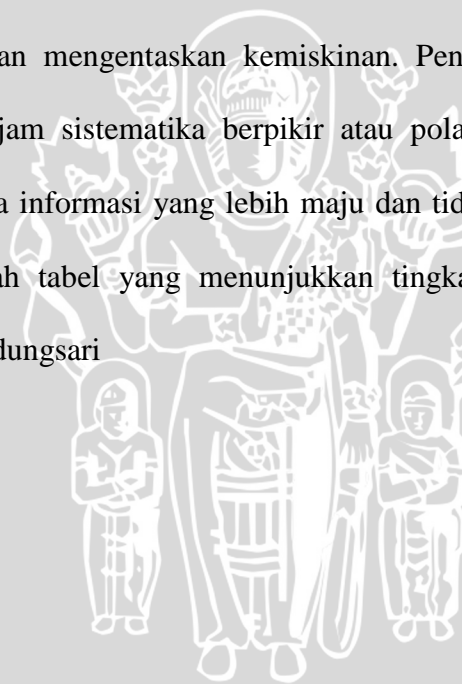 an mengentaskan kemiskinan. Pen
jam sistematika berpikir atau pola
a informasi yang lebih maju dan tid
ah tabel yang menunjukkan tingka
dungsari